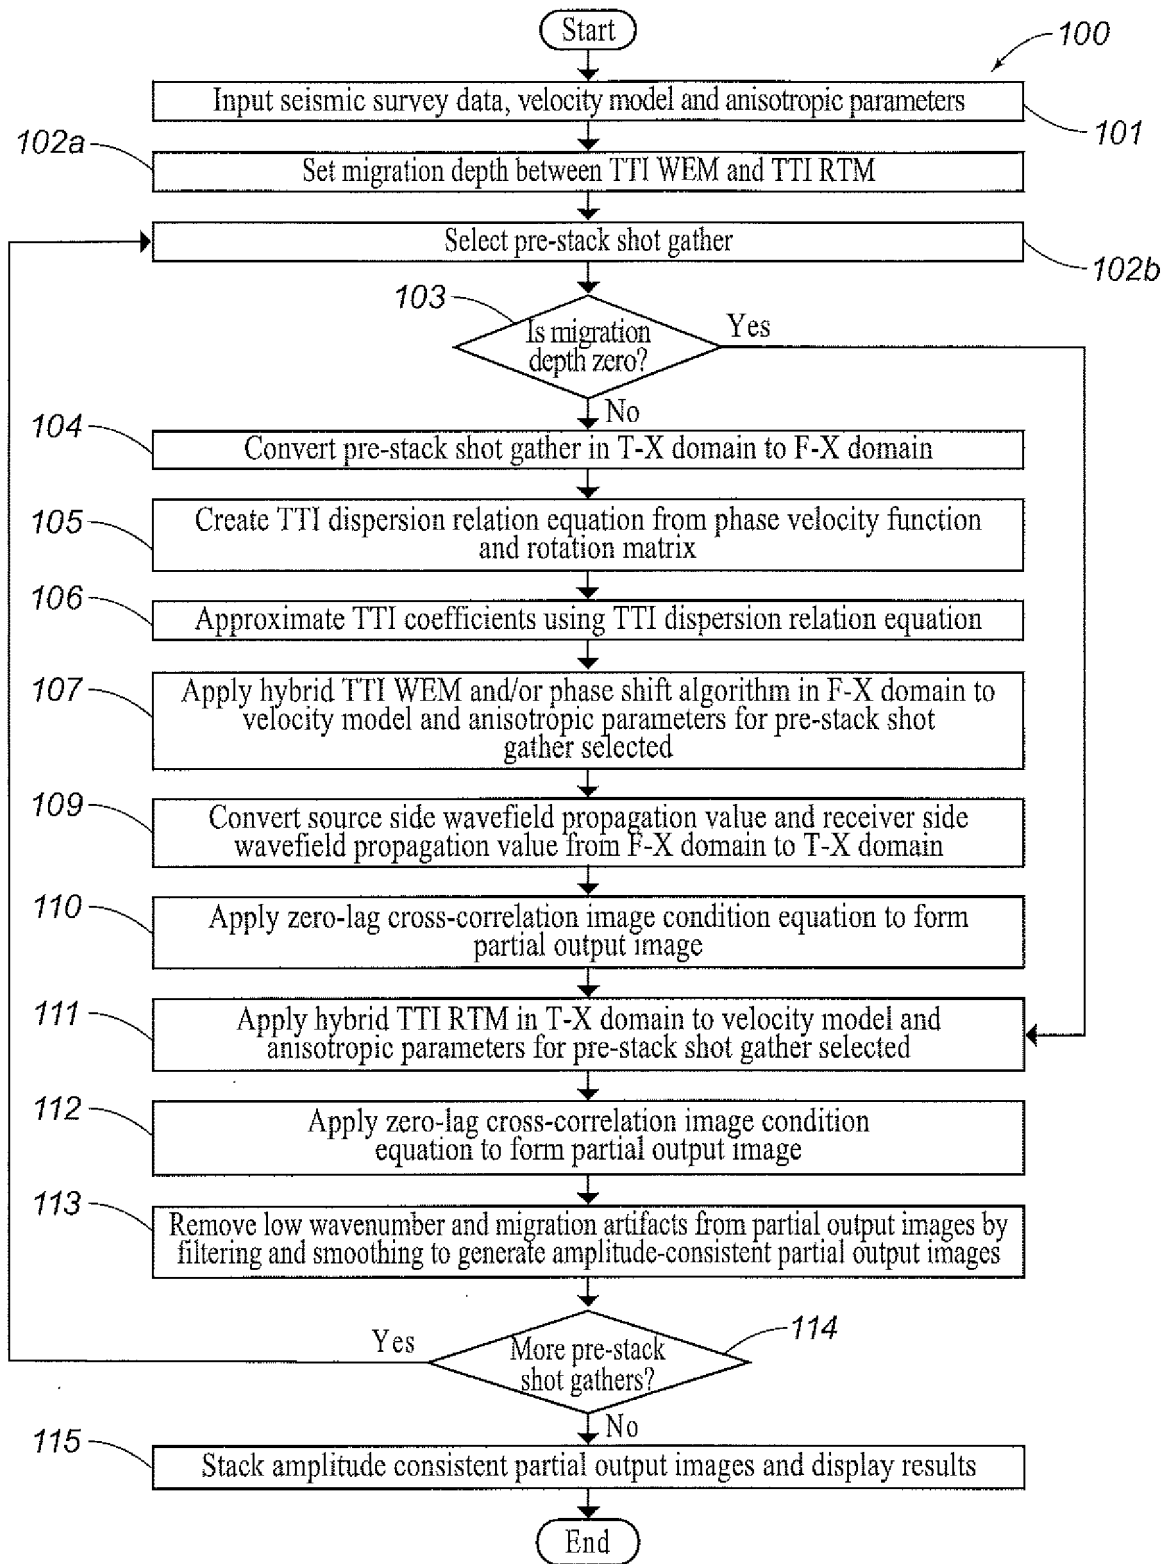 Start
100
Input seismic survey data, velocity model and anisotropic parameters
101
102a
Set migration depth between TTI WEM and TTI RTM
Select pre-stack shot gather
102b
103
Is migration
depth zero?
Yes
No
104
Convert pre-stack shot gather in T-X domain to F-X domain
105
Create TTI dispersion relation equation from phase velocity function
and rotation matrix
106
Approximate TTI coefficients using TTI dispersion relation equation
107
Apply hybrid TTI WEM and/or phase shift algorithm in F-X domain to
velocity model and anisotropic parameters for pre-stack shot
gather selected
109
Convert source side wavefield propagation value and receiver side
wavefield propagation value from F-X domain to T-X domain
110
Apply zero-lag cross-correlation image condition equation to form
partial output image
111
Apply hybrid TTI RTM in T-X domain to velocity model and
anisotropic parameters for pre-stack shot gather selected
112
Apply zero-lag cross-correlation image condition
equation to form partial output image
113
Remove low wavenumber and migration artifacts from partial output images by
filtering and smoothing to generate amplitude-consistent partial output images
114
Yes
More pre-stack
shot gathers?
No
115
Stack amplitude consistent partial output images and display results
End